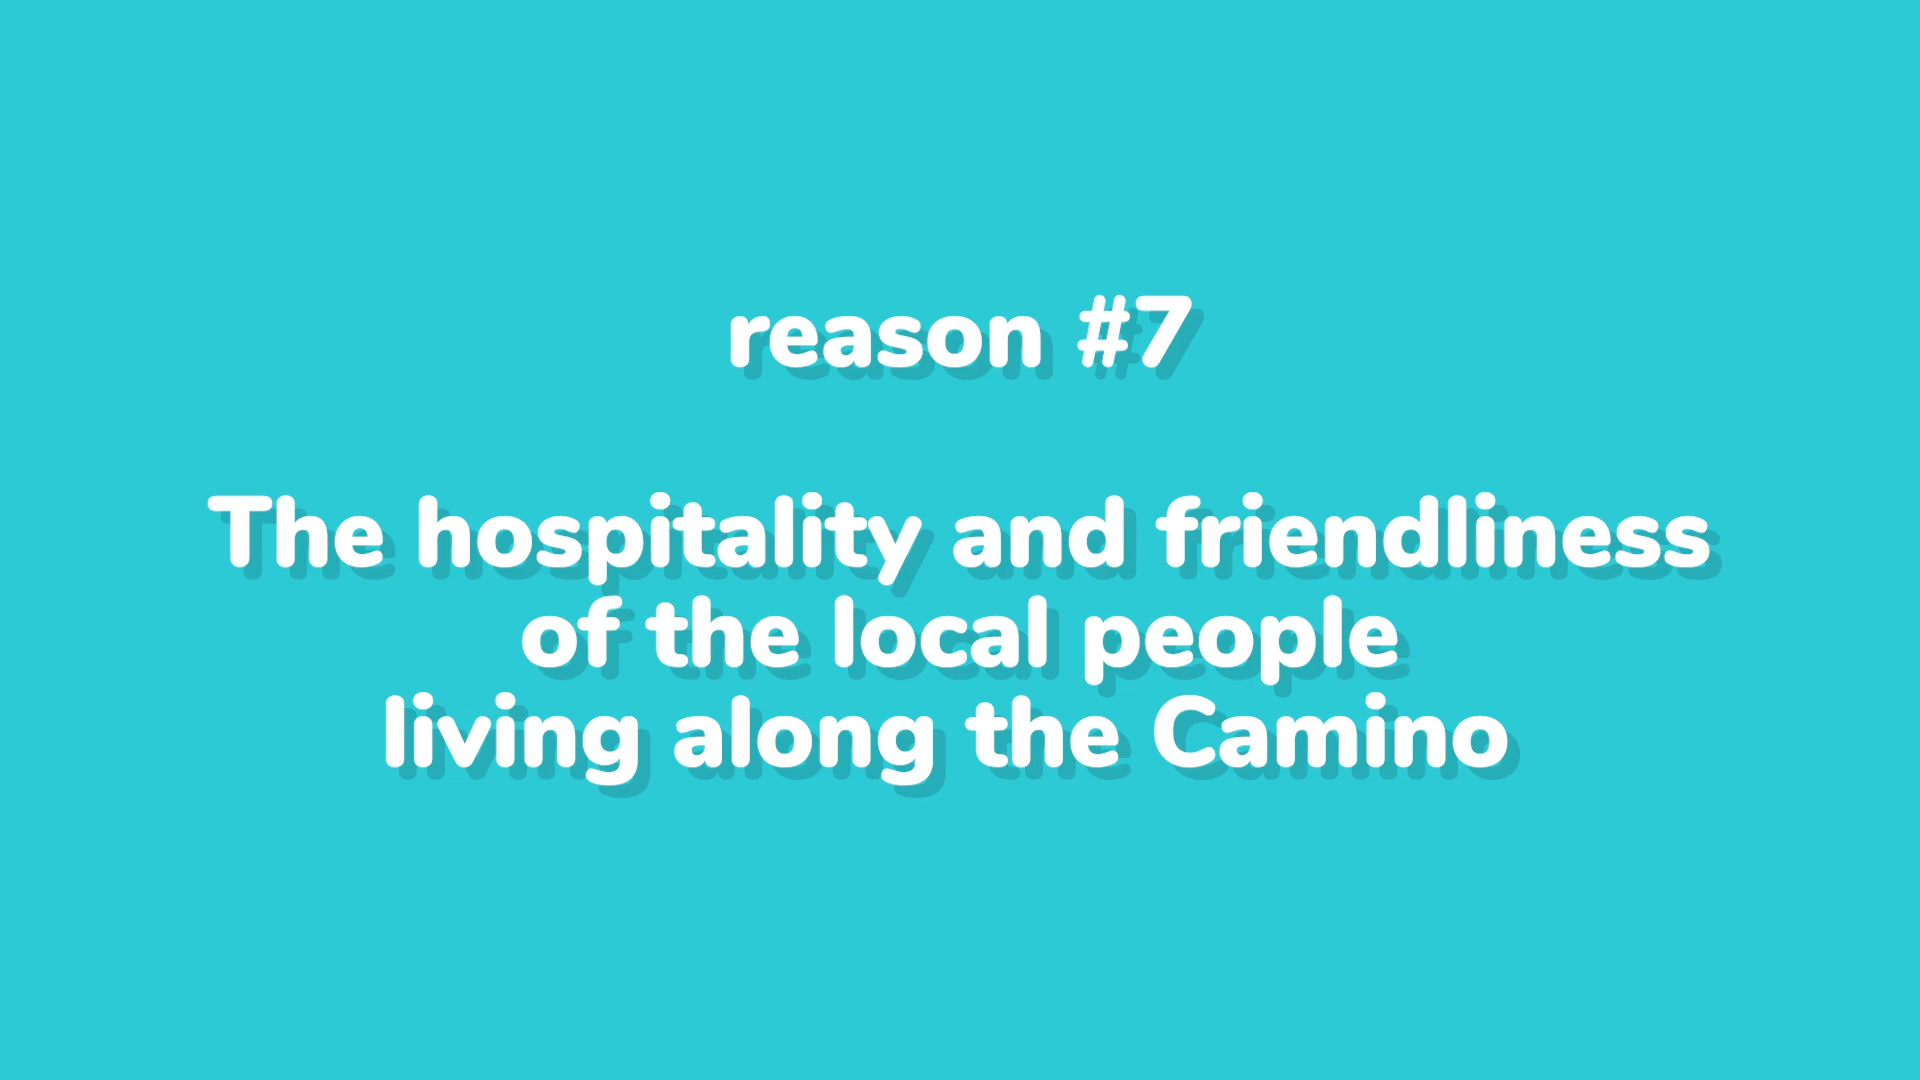 reason #7
The hospitality and friendliness
of the local people
living along the Camino